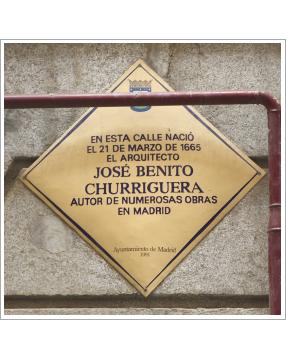 EN ESTA CALLE NACIÓ
EL 21 DE MARZO DE 1665
EL ARQUITECTO
JOSÉ BENITO
CHURRIGUERA
AUTOR DE NUMEROSAS OBRAS
EN MADRID
Ayuntamiento de Madrid